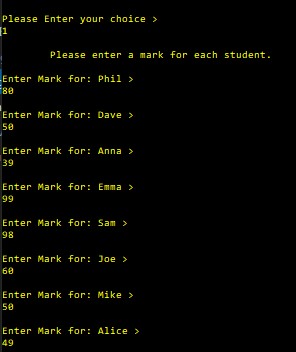 Please Enter your choice >
1
Please enter a mark for each student.
Enter Mark for: Phil >
80
Enter Mark for: Dave >
50
Enter Mark for: Anna >
39
Enter Mark for: Emma >
99
Enter Mark for: Sam >
98
Enter Mark for: Joe >
60
Enter Mark for: Mike >
50
Enter Mark for: Alice >
49